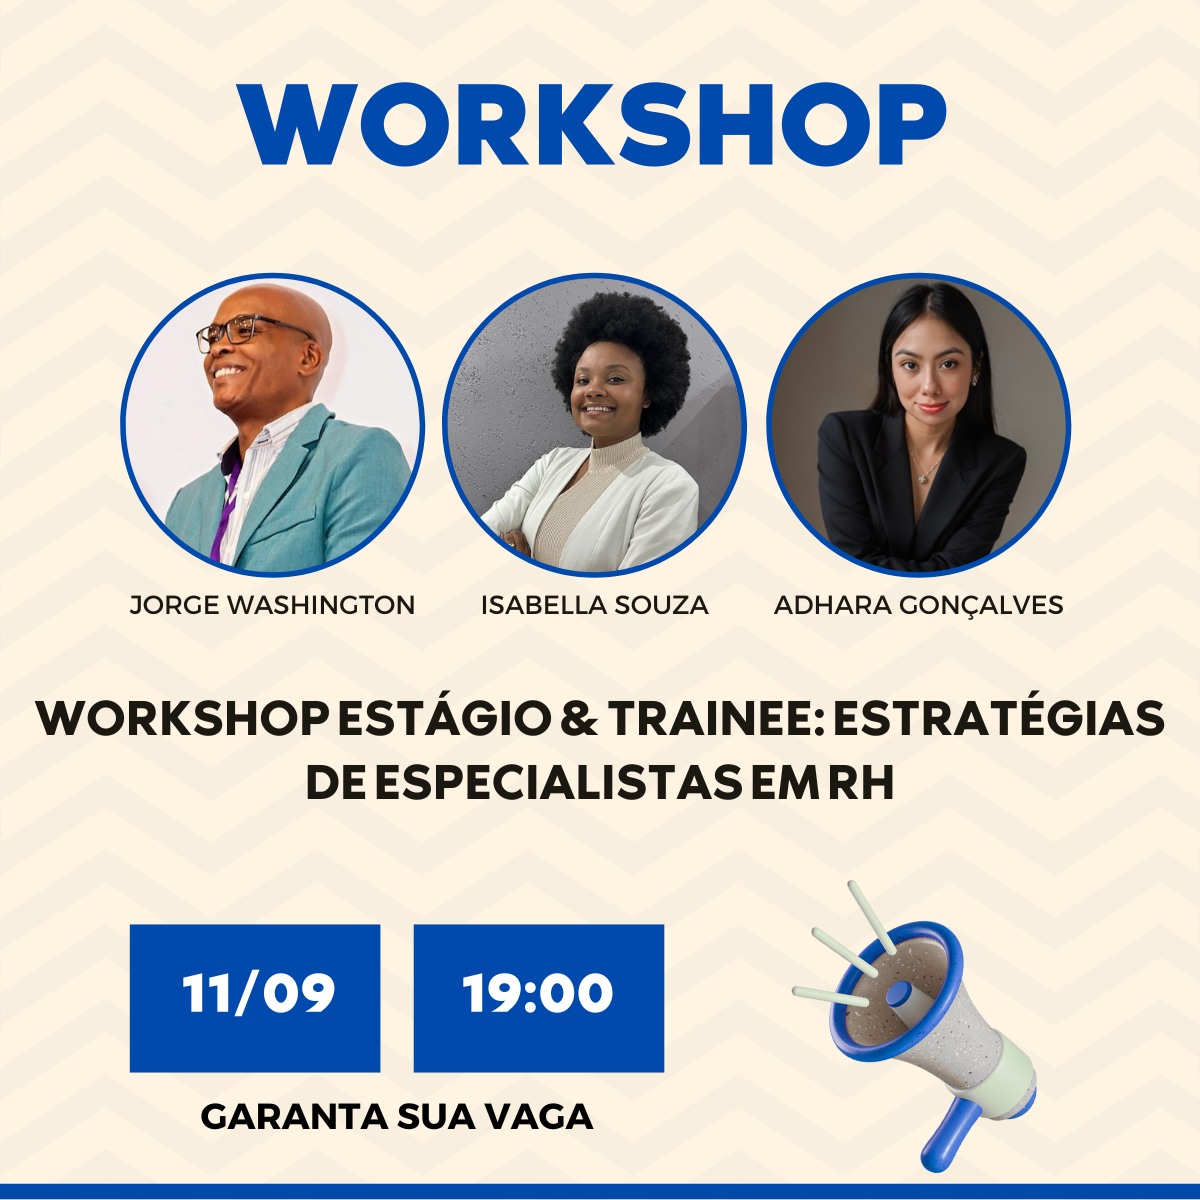 WORKSHOP
JORGE WASHINGTON
ISABELLA SOUZA
ADHARA GONÇALVES
WORKSHOP ESTÁGIO & TRAINEE: ESTRATÉGIAS
DE ESPECIALISTAS EM RH
11/09
19:00
GARANTA SUA VAGA